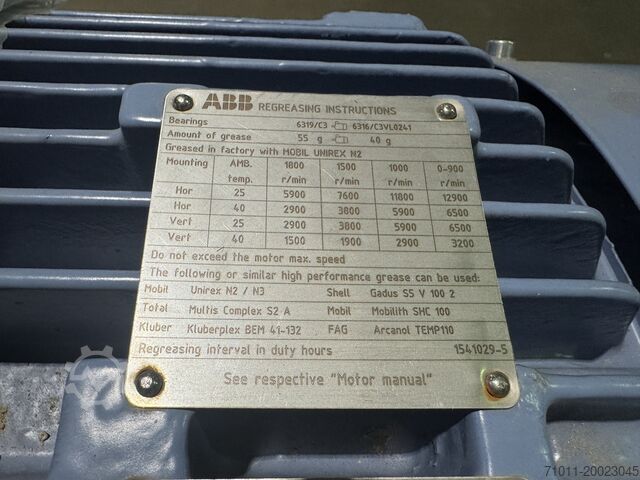 ABB REGREASING INSTRUCTIONS
Bearings 6319/C3 6316/C3VL0241
Amount of grease 55 g 40 g
Greased in factory with MOBIL UNIREX N2
Mounting AMB. 1800 1500 1000 0-900
temp. r/min r/min r/min r/min
Hor 25 5900 7600 11800 12900
Hor 40 2900 3800 5900 6500
Vert 25 2900 3800 5900 6500
Vert 40 1500 1900 2900 3200
Do not exceed the motor max. speed
The following or similar high performance grease can be used:
Mobil Unirex N2 / N3 Shell Gadus S5 V 100 2
Total Multis Complex S2 A Mobil Mobilith SHC 100
Kluber Kluberplex BEM 41-132 FAG Arcanol TEMP110
Regreasing interval in duty hours 1541029-5
See respective "Motor manual"
71011-20023045